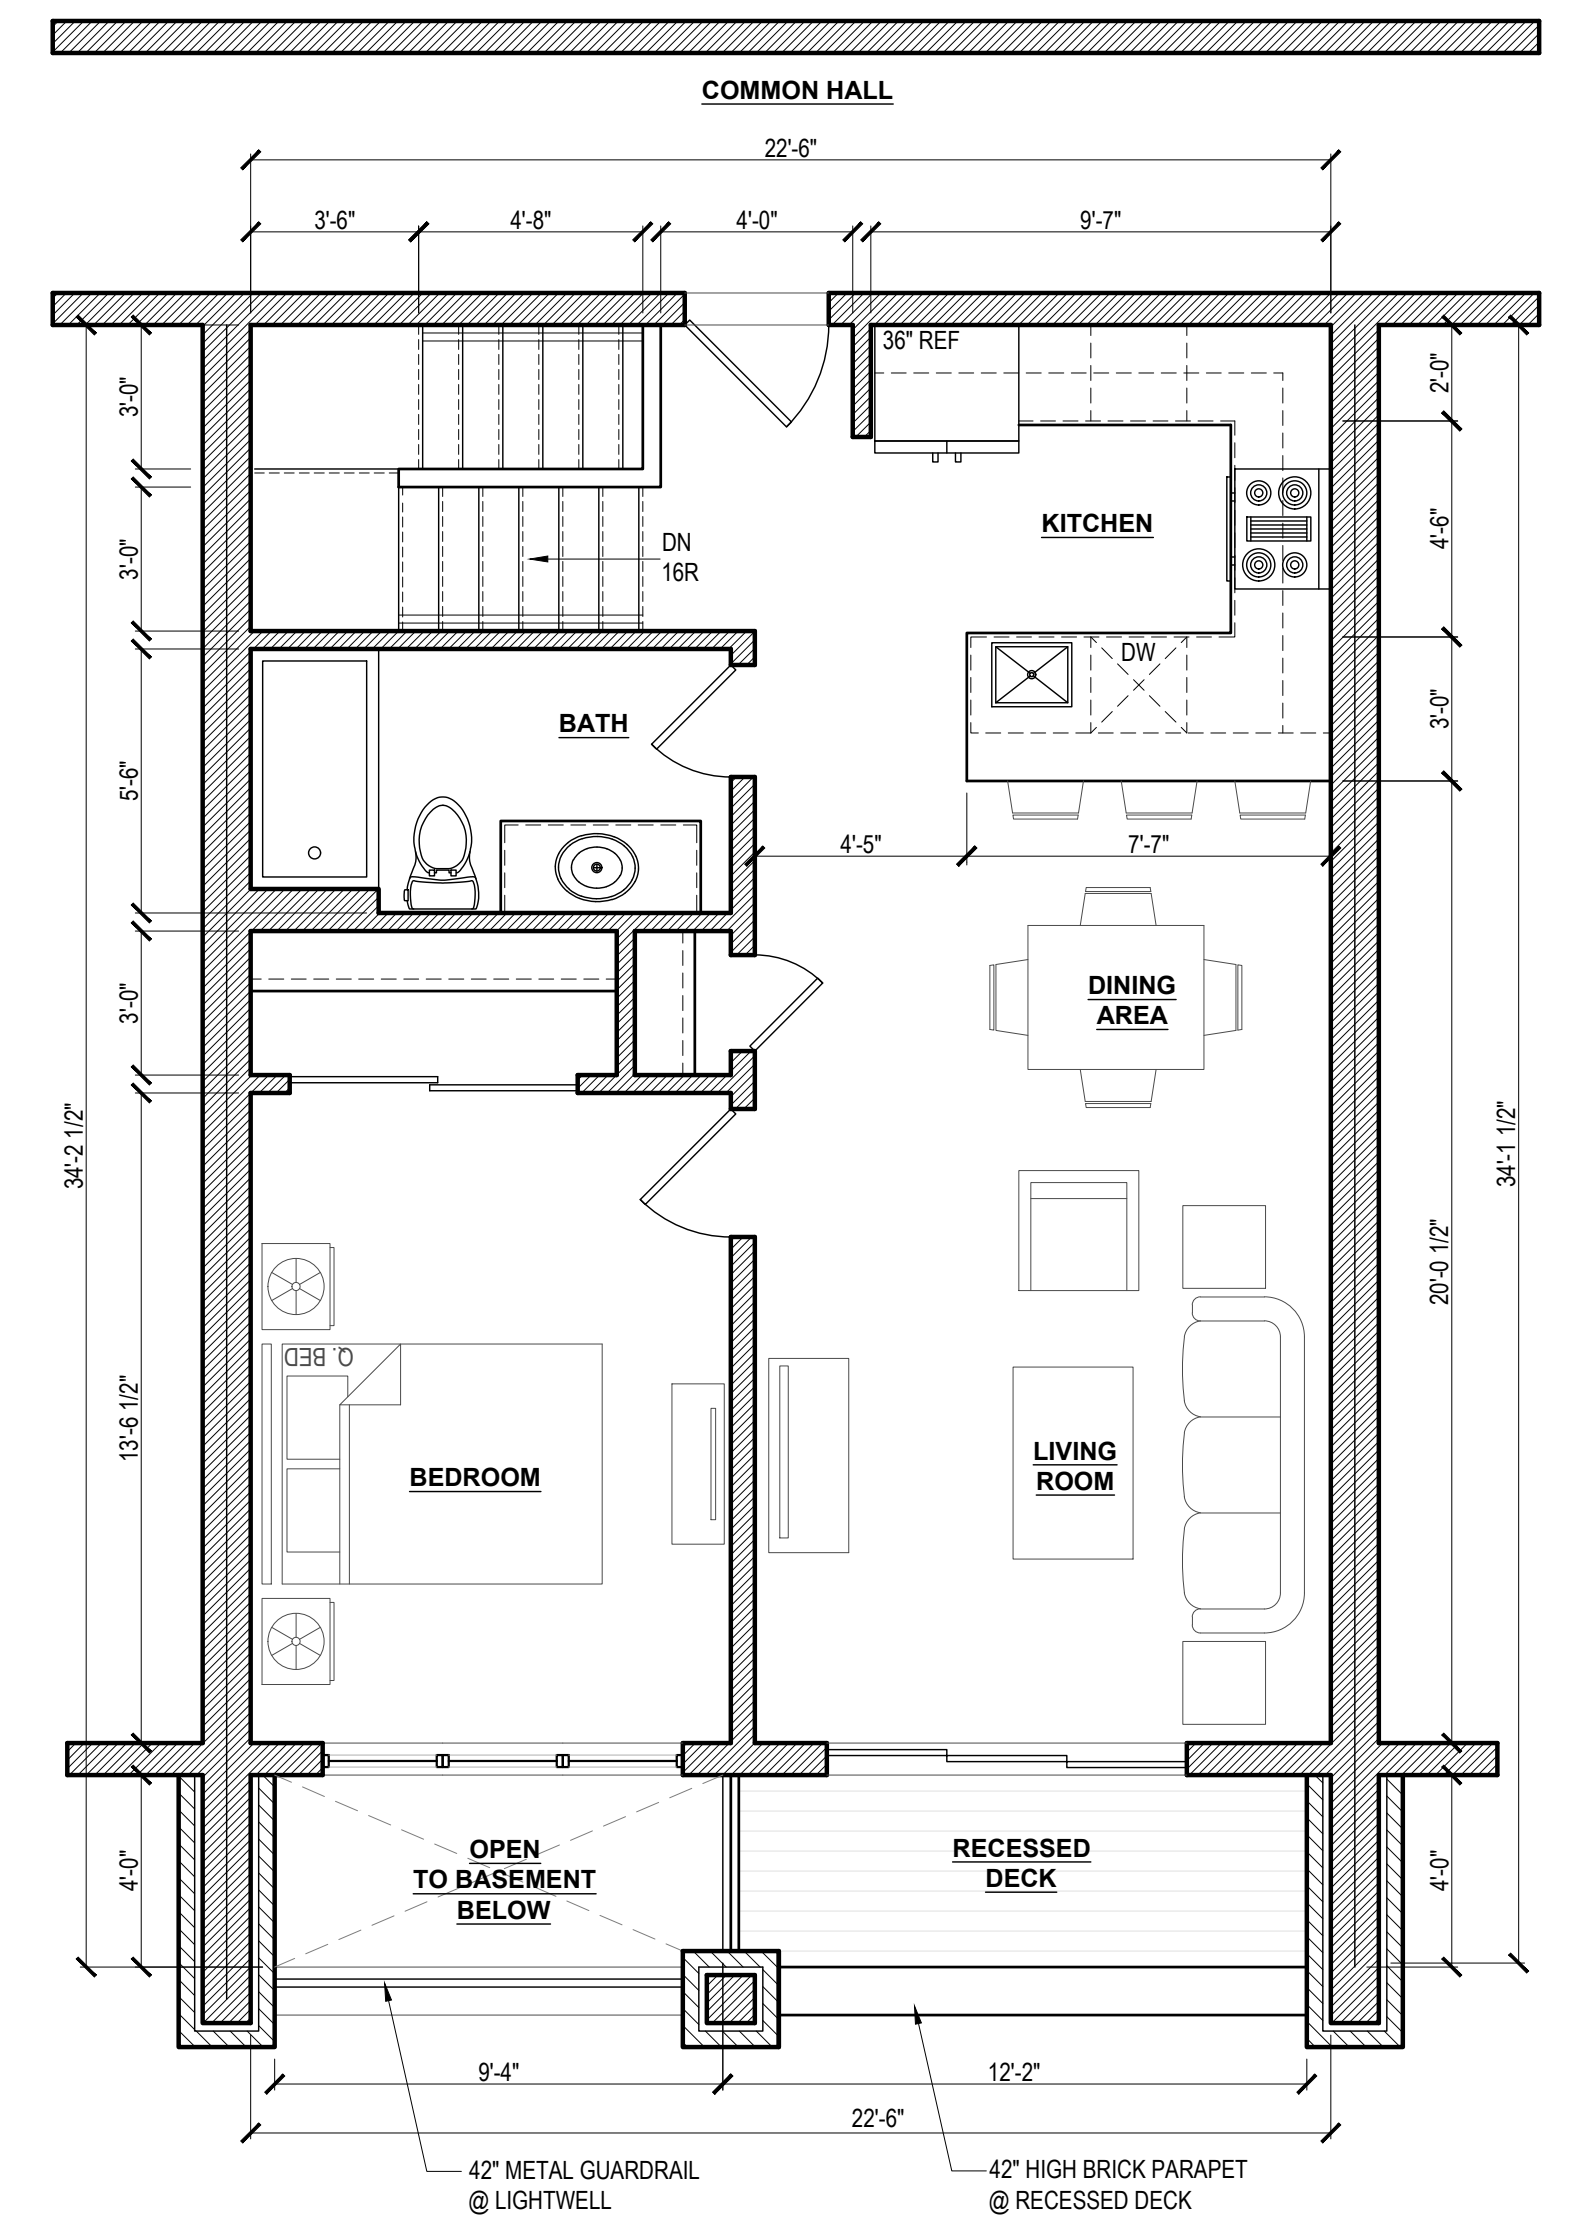 COMMON HALL
22'-6"
3'-6"
4'-8"
4'-0"
9'-7"
36" REF
3'-0"
2'-0"
KITCHEN
4'-6"
DN
16R
3'-0"
DW
3'-0"
BATH
5'-6"
4'-5"
7'-7"
DINING
AREA
3'-0"
34'-2 1/2"
34'-1 1/2"
20'-0 1/2"
Q. BED
13'-6 1/2"
BEDROOM
LIVING
ROOM
OPEN
TO BASEMENT
BELOW
RECESSED
DECK
4'-0"
4'-0"
9'-4"
12'-2"
22'-6"
42" METAL GUARDRAIL
@ LIGHTWELL
42" HIGH BRICK PARAPET
@ RECESSED DECK